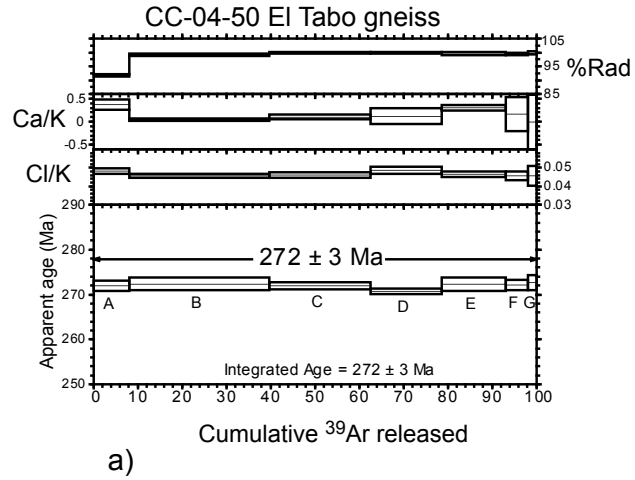 CC-04-50 El Tabo gneiss
105
95
85
%Rad
Ca/K
0.5
0
-0.5
Cl/K
0.05
0.04
0.03
Apparent age (Ma)
290
280
270
260
250
272 ± 3 Ma
A B C D E F G
Integrated Age = 272 ± 3 Ma
0 10 20 30 40 50 60 70 80 90 100
Cumulative ³⁹Ar released
a)